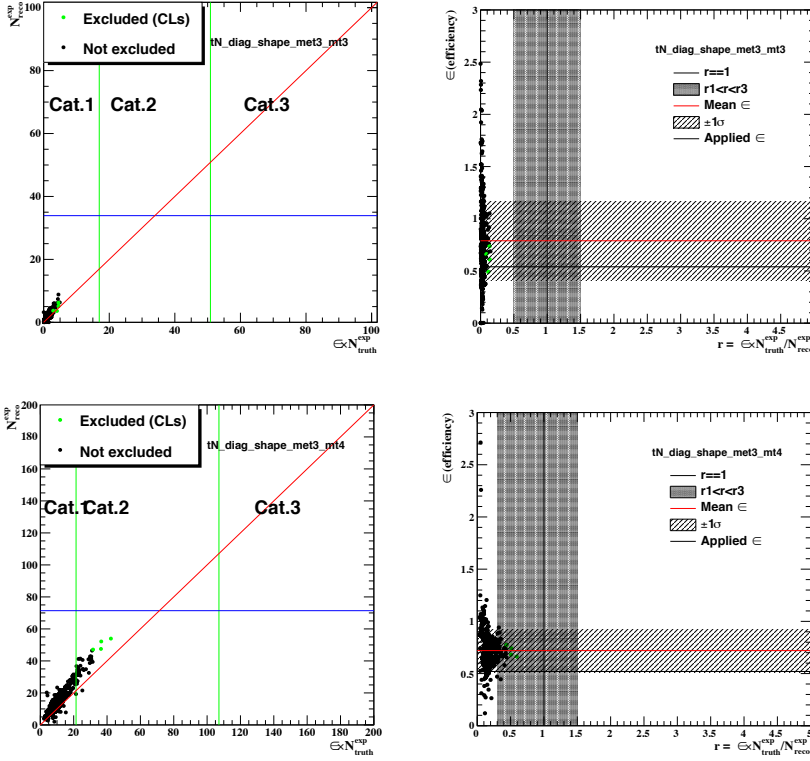 N^exp_reco
100
80
60
40
20
0
0 20 40 60 80 100
∈×N^exp_truth
Excluded (CLs)
Not excluded
tN_diag_shape_met3_mt3
Cat.1 Cat.2 Cat.3
∈(efficiency)
3
2.5
2
1.5
1
0.5
0
0 0.5 1 1.5 2 2.5 3 3.5 4 4.5 5
r = ∈×N^exp_truth/N^exp_reco
tN_diag_shape_met3_mt3
r==1
r1<r<r3
Mean ∈
±1σ
Applied ∈
N^exp_reco
200
180
160
140
120
100
80
60
40
20
0
0 20 40 60 80 100 120 140 160 180 200
∈×N^exp_truth
Excluded (CLs)
Not excluded
tN_diag_shape_met3_mt4
Cat.1 Cat.2 Cat.3
∈(efficiency)
3
2.5
2
1.5
1
0.5
0
0 0.5 1 1.5 2 2.5 3 3.5 4 4.5 5
r = ∈×N^exp_truth/N^exp_reco
tN_diag_shape_met3_mt4
r==1
r1<r<r3
Mean ∈
±1σ
Applied ∈